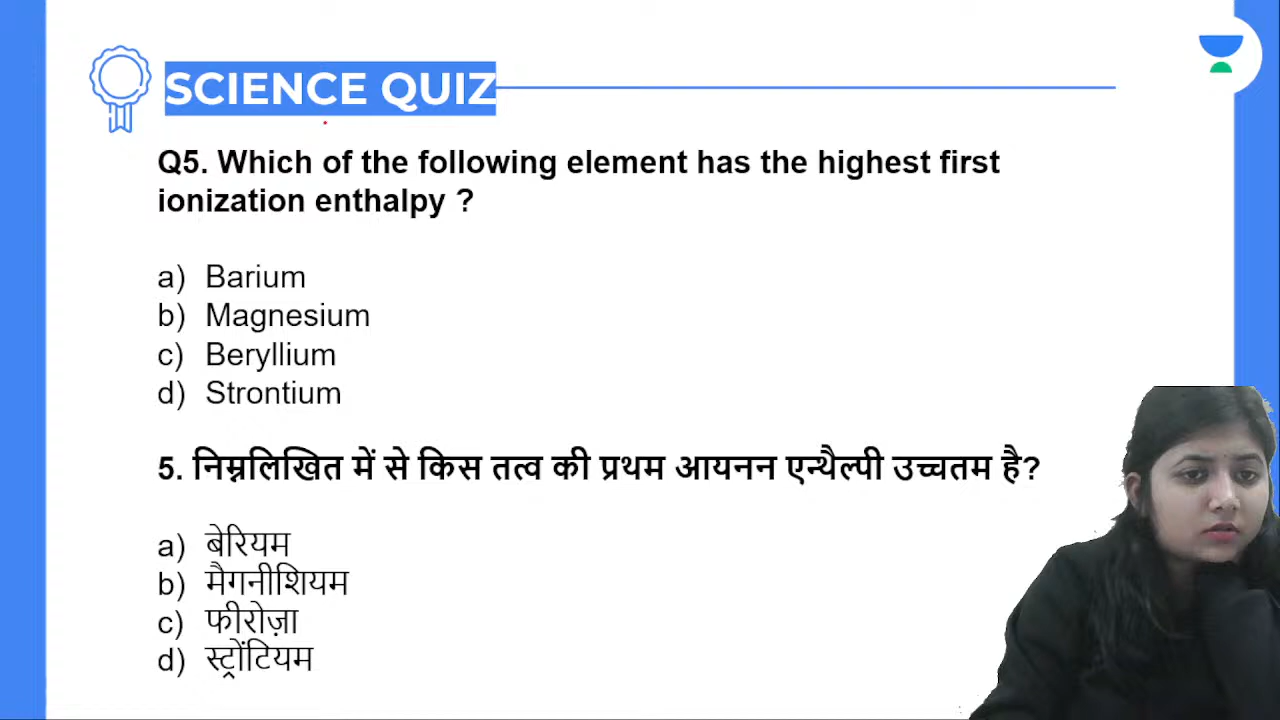 SCIENCE QUIZ
Q5. Which of the following element has the highest first
ionization enthalpy ?
a) Barium
b) Magnesium
c) Beryllium
d) Strontium
5. निम्नलिखित में से किस तत्व की प्रथम आयनन एन्थैल्पी उच्चतम है?
a) बेरियम
b) मैगनीशियम
c) फीरोज़ा
d) स्ट्रोंटियम